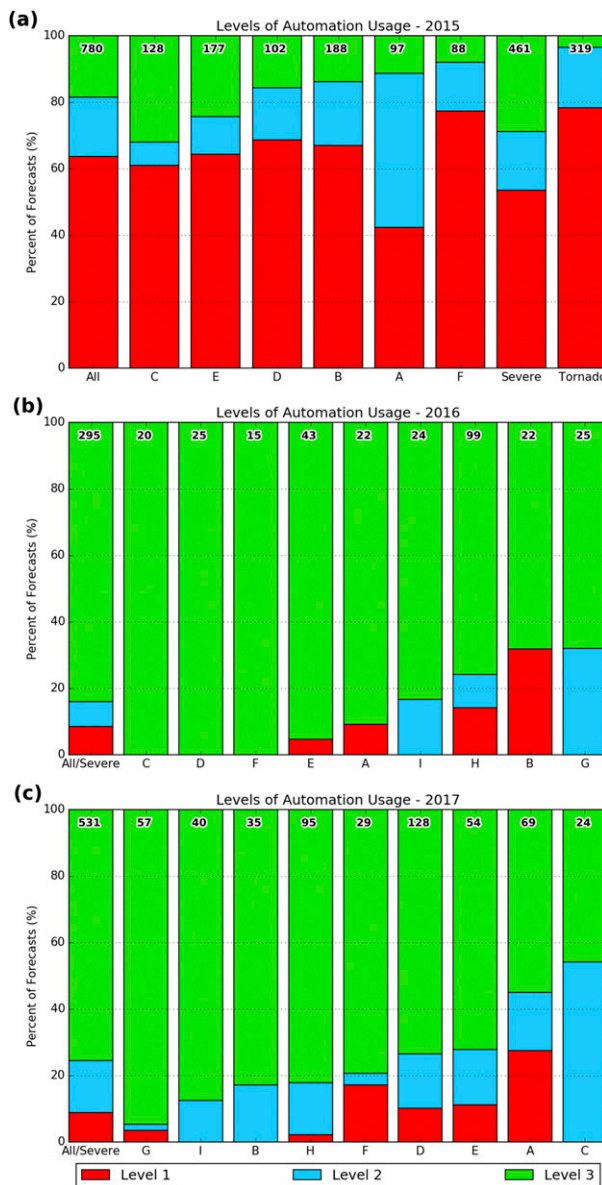 (a)
Levels of Automation Usage - 2015
100
80
60
40
20
0
Percent of Forecasts (%)
780 128 177 102 188 97 88 461 319
All C E D B A F Severe Tornado
(b)
Levels of Automation Usage - 2016
100
80
60
40
20
0
Percent of Forecasts (%)
295 20 25 15 43 22 24 99 22 25
All/Severe C D F E A I H B G
(c)
Levels of Automation Usage - 2017
100
80
60
40
20
0
Percent of Forecasts (%)
531 57 40 35 95 29 128 54 69 24
All/Severe G I B H F D E A C
Level 1 Level 2 Level 3